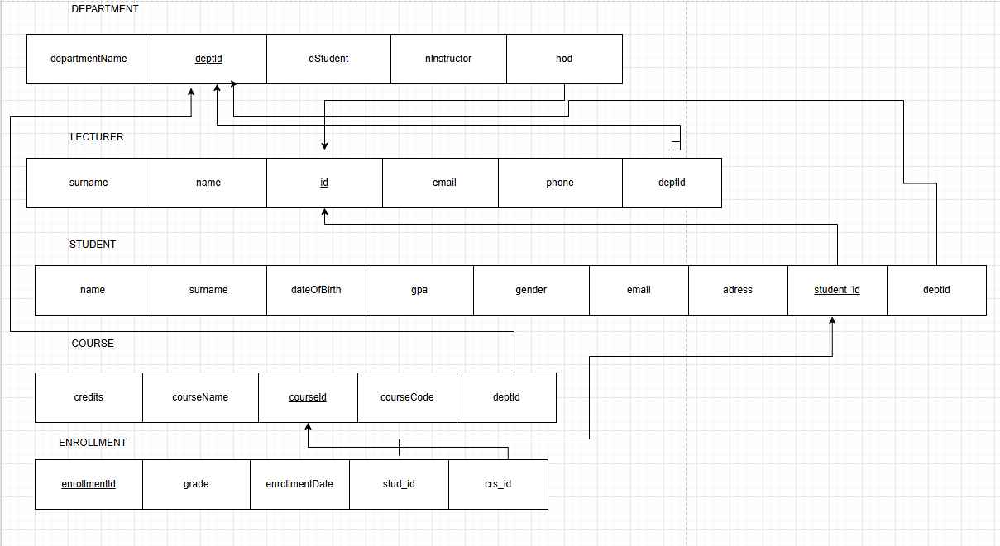 DEPARTMENT
departmentName deptId dStudent nInstructor hod
LECTURER
surname name id email phone deptId
STUDENT
name surname dateOfBirth gpa gender email adress student_id deptId
COURSE
credits courseName courseId courseCode deptId
ENROLLMENT
enrollmentId grade enrollmentDate stud_id crs_id